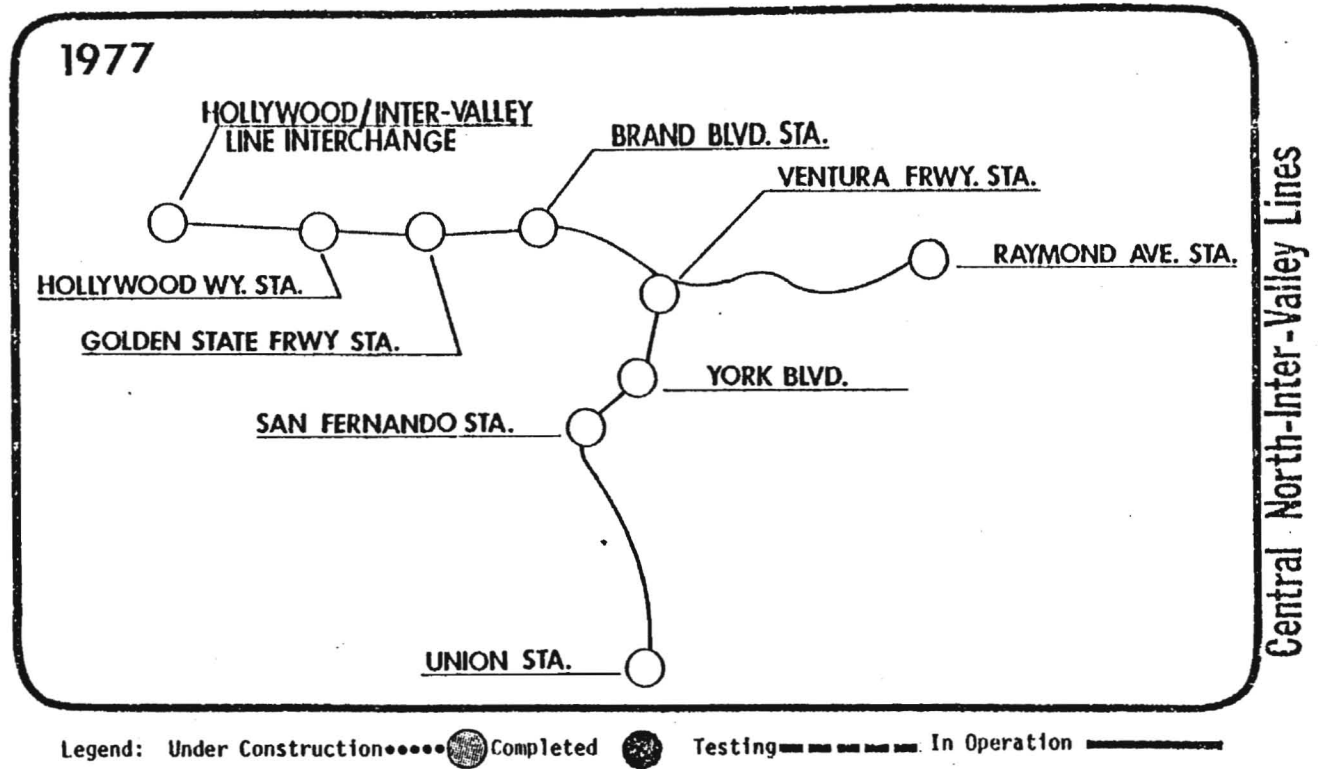 1977
HOLLYWOOD/INTER-VALLEY
LINE INTERCHANGE
BRAND BLVD. STA.
VENTURA FRWY. STA.
RAYMOND AVE. STA.
HOLLYWOOD WY. STA.
GOLDEN STATE FRWY STA.
YORK BLVD.
SAN FERNANDO STA.
UNION STA.
Central North-Inter-Valley Lines
Legend: Under Construction Completed Testing In Operation